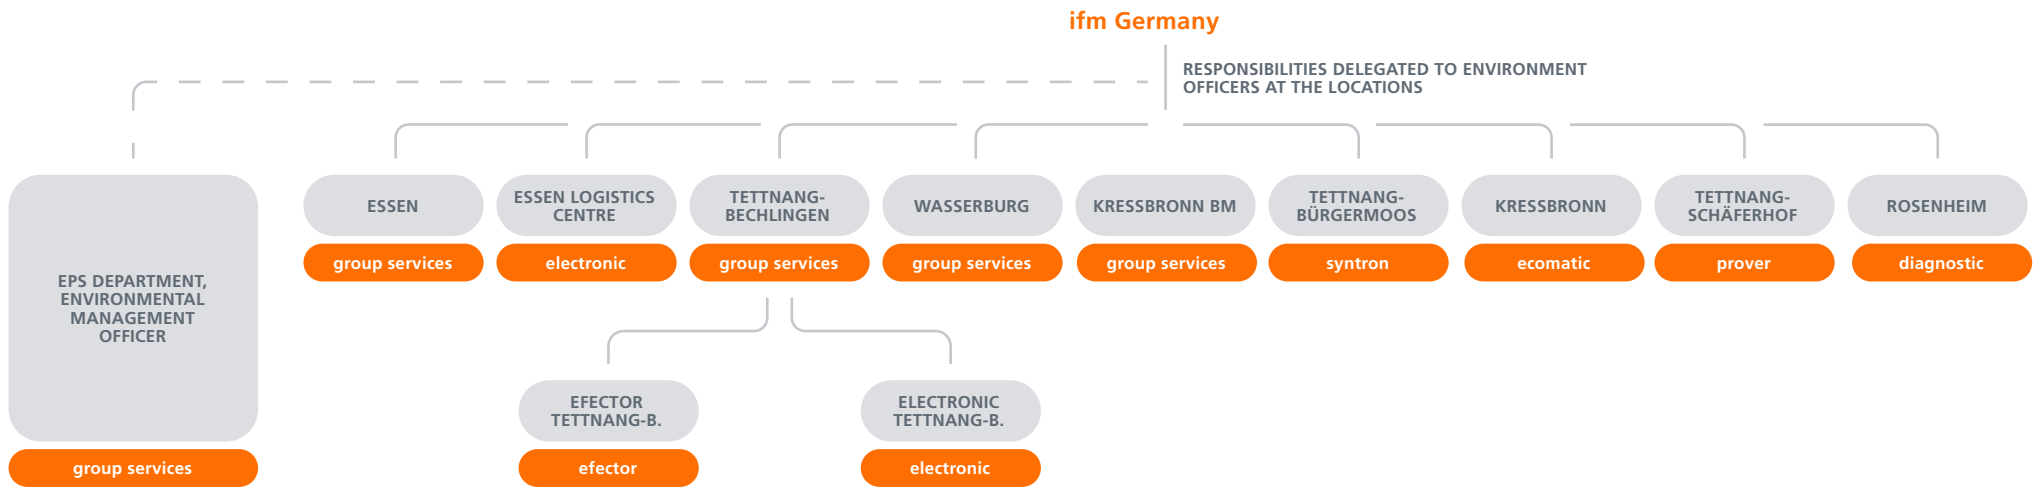 ifm Germany
RESPONSIBILITIES DELEGATED TO ENVIRONMENT
OFFICERS AT THE LOCATIONS
EPS DEPARTMENT,
ENVIRONMENTAL
MANAGEMENT
OFFICER
group services
ESSEN
group services
ESSEN LOGISTICS
CENTRE
electronic
TETTNANG-
BECHLINGEN
group services
WASSERBURG
group services
KRESSBRONN BM
group services
TETTNANG-
BÜRGERMOOS
syntron
KRESSBRONN
ecomatic
TETTNANG-
SCHÄFERHOF
prover
ROSENHEIM
diagnostic
EFECTOR
TETTNANG-B.
efector
ELECTRONIC
TETTNANG-B.
electronic